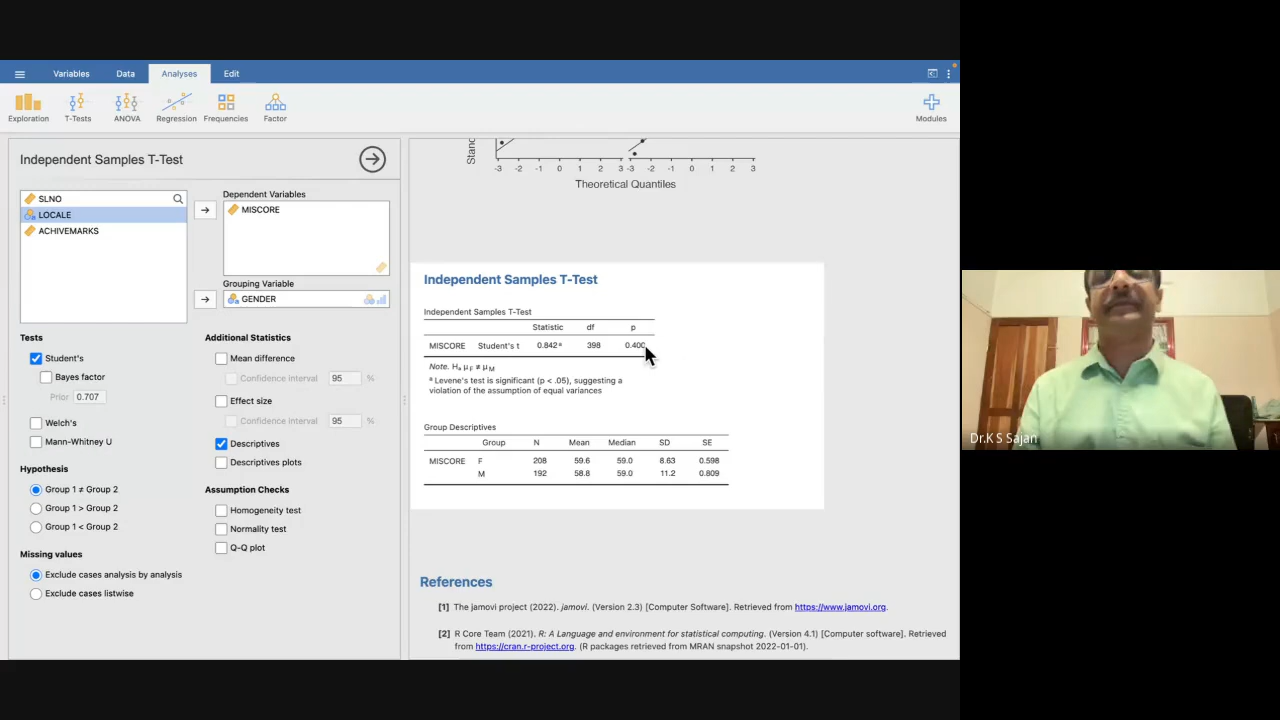 Variables Data Analyses Edit
Exploration T-Tests ANOVA Regression Frequencies Factor Modules
Independent Samples T-Test
SLNO
LOCALE
ACHIVEMARKS
Dependent Variables
MISCORE
Grouping Variable
GENDER
Tests
Student's
Bayes factor
Prior 0.707
Welch's
Mann-Whitney U
Hypothesis
Group 1 ≠ Group 2
Group 1 > Group 2
Group 1 < Group 2
Missing values
Exclude cases analysis by analysis
Exclude cases listwise
Additional Statistics
Mean difference
Confidence interval 95 %
Effect size
Confidence interval 95 %
Descriptives
Descriptives plots
Assumption Checks
Homogeneity test
Normality test
Q-Q plot
Stand
-3 -2 -1 0 1 2 3 -3 -2 -1 0 1 2 3
Theoretical Quantiles
Independent Samples T-Test
Independent Samples T-Test
Statistic df p
MISCORE Student's t 0.842 ᵃ 398 0.400
Note. Hₐ μ F ≠ μ M
ᵃ Levene's test is significant (p < .05), suggesting a
violation of the assumption of equal variances
Group Descriptives
Group N Mean Median SD SE
MISCORE F 208 59.6 59.0 8.63 0.598
M 192 58.8 59.0 11.2 0.809
References
[1] The jamovi project (2022). jamovi. (Version 2.3) [Computer Software]. Retrieved from https://www.jamovi.org.
[2] R Core Team (2021). R: A Language and environment for statistical computing. (Version 4.1) [Computer software]. Retrieved
from https://cran.r-project.org. (R packages retrieved from MRAN snapshot 2022-01-01).
Dr.K S Sajan